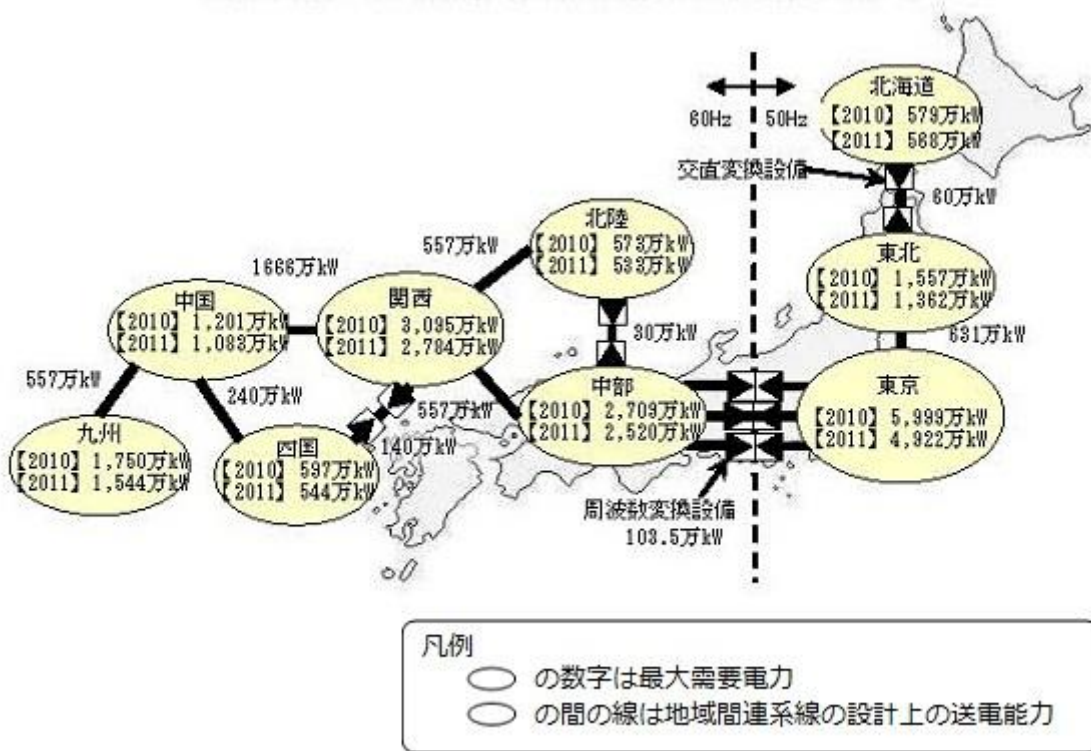 北海道
【2010】 579万kW
【2011】 568万kW
60Hz
50Hz
交直変換設備
60万kW
北陸
【2010】 573万kW
【2011】 533万kW
557万kW
東北
【2010】 1,557万kW
【2011】 1,362万kW
1666万kW
中国
【2010】 1,201万kW
【2011】 1,083万kW
関西
【2010】 3,095万kW
【2011】 2,784万kW
30万kW
631万kW
557万kW
240万kW
557万kW
140万kW
中部
【2010】 2,709万kW
【2011】 2,520万kW
東京
【2010】 5,999万kW
【2011】 4,922万kW
九州
【2010】 1,750万kW
【2011】 1,544万kW
四国
【2010】 597万kW
【2011】 544万kW
周波数変換設備
103.5万kW
凡例
の数字は最大需要電力
の間の線は地域間連系線の設計上の送電能力